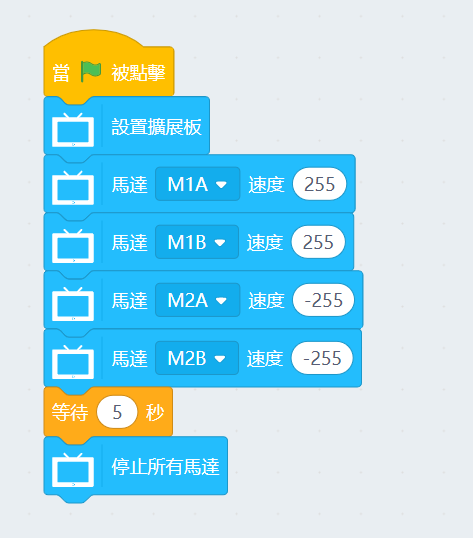 當 被點擊
設置擴展板
馬達 M1A 速度 255
馬達 M1B 速度 255
馬達 M2A 速度 -255
馬達 M2B 速度 -255
等待 5 秒
停止所有馬達